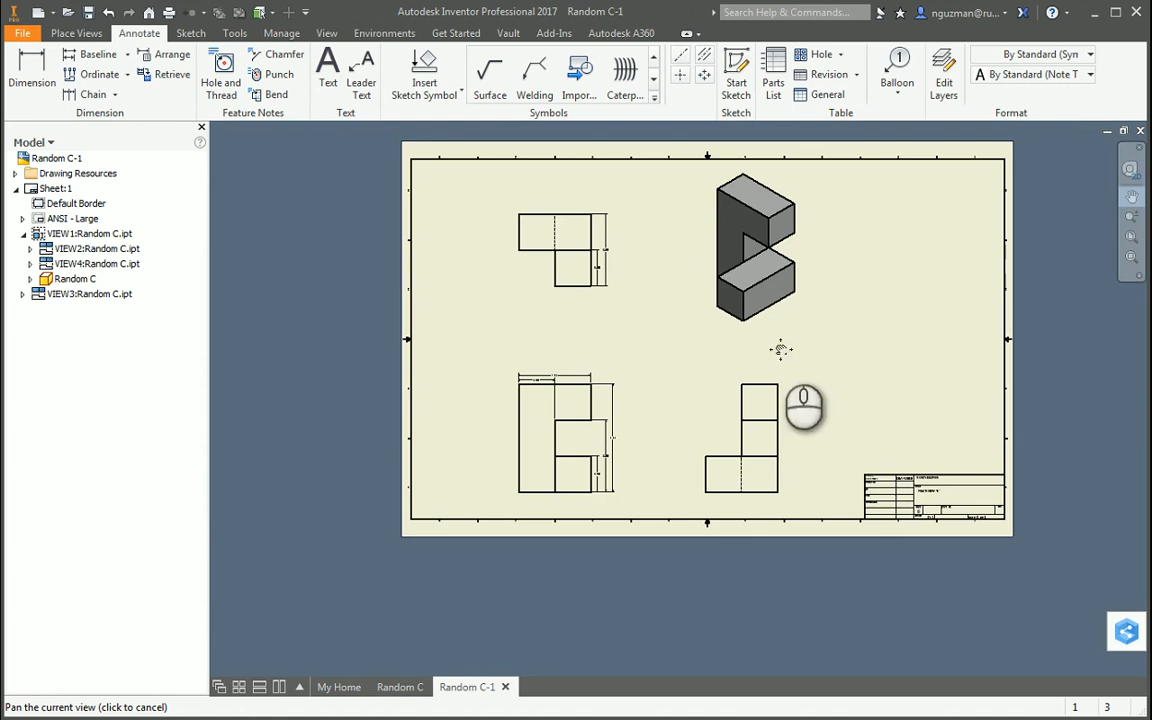 Autodesk Inventor Professional 2017 Random C-1
Search Help & Commands...
nguzman@ru...
File Place Views Annotate Sketch Tools Manage View Environments Get Started Vault Add-Ins Autodesk A360
Dimension
Baseline
Ordinate
Chain
Arrange
Retrieve
Dimension
Hole and Thread
Chamfer
Punch
Bend
Feature Notes
Text
Leader Text
Text
Insert Sketch Symbol
Surface
Welding
Impor...
Caterp...
Symbols
Start Sketch
Sketch
Parts List
Hole
Revision
General
Table
Balloon
Edit Layers
By Standard (Syn
By Standard (Note T
Format
Model
Random C-1
Drawing Resources
Sheet:1
Default Border
ANSI - Large
VIEW1:Random C.ipt
VIEW2:Random C.ipt
VIEW4:Random C.ipt
Random C
VIEW3:Random C.ipt
My Home Random C Random C-1
Pan the current view (click to cancel)
1 3